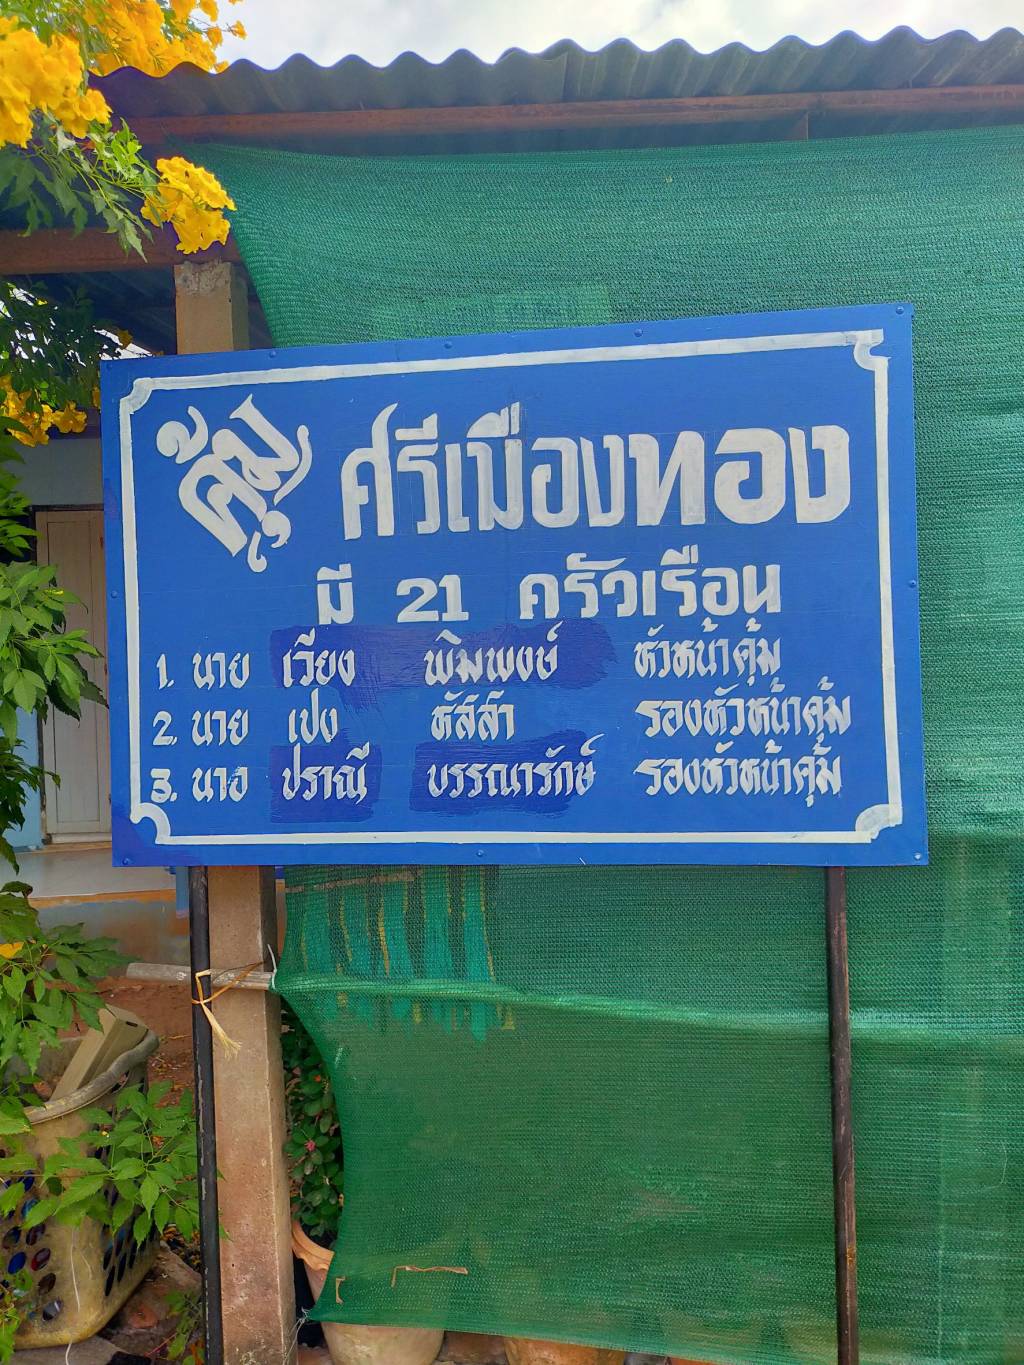 คุ้ม ศรีเมืองทอง
มี 21 ครัวเรือน
1. นาย เวียง พิมพงษ์ หัวหน้าคุ้ม
2. นาย เปง หัสล้า รองหัวหน้าคุ้ม
3. นาง ปราณี บรรณารักษ์ รองหัวหน้าคุ้ม